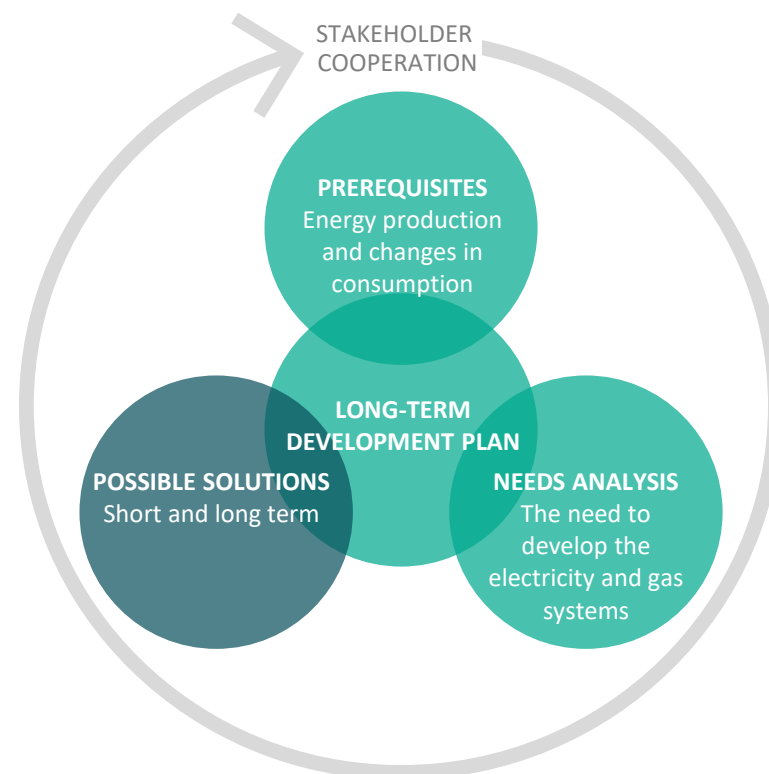 STAKEHOLDER
COOPERATION
PREREQUISITES
Energy production
and changes in
consumption
LONG-TERM
DEVELOPMENT PLAN
POSSIBLE SOLUTIONS
Short and long term
NEEDS ANALYSIS
The need to
develop the
electricity and gas
systems